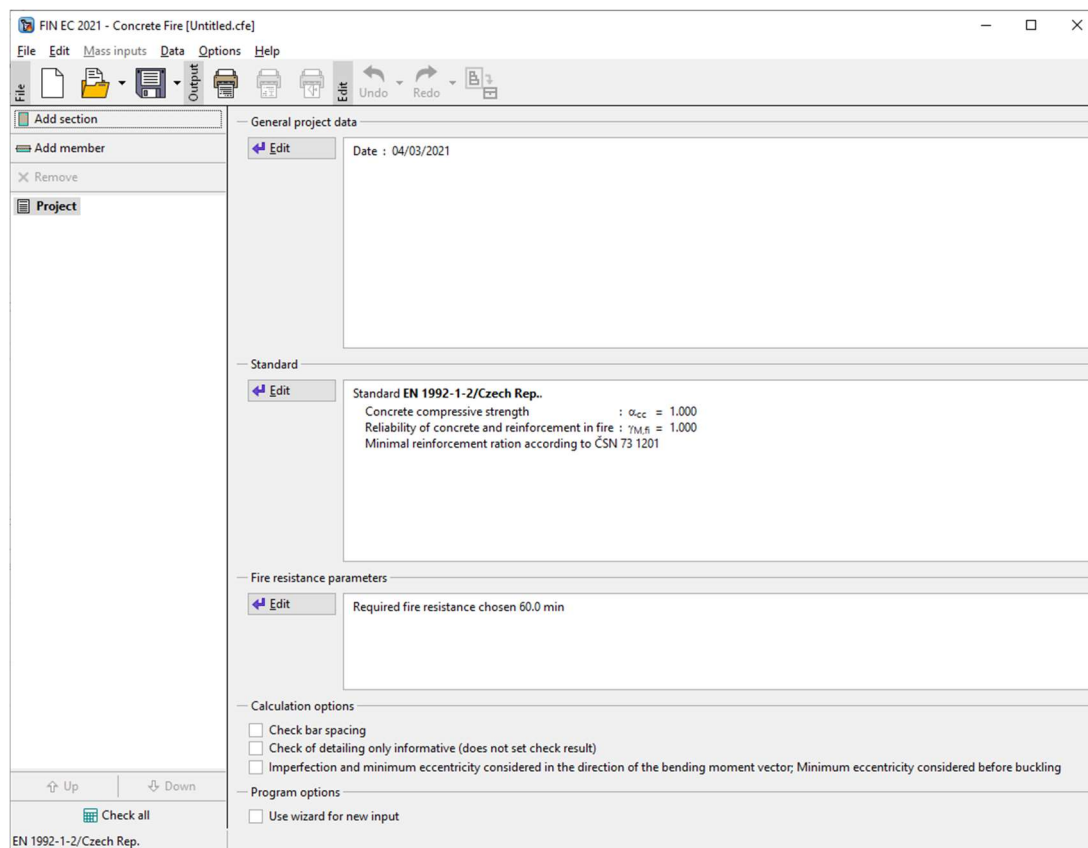 FIN EC 2021 - Concrete Fire [Untitled.cfe]
File Edit Mass inputs Data Options Help
File
Output
Edit
Undo
Redo
Add section
Add member
Remove
Project
Up
Down
Check all
EN 1992-1-2/Czech Rep.
General project data
Edit
Date : 04/03/2021
Standard
Edit
Standard EN 1992-1-2/Czech Rep..
Concrete compressive strength : αcc = 1.000
Reliability of concrete and reinforcement in fire : γM,fi = 1.000
Minimal reinforcement ration according to ČSN 73 1201
Fire resistance parameters
Edit
Required fire resistance chosen 60.0 min
Calculation options
Check bar spacing
Check of detailing only informative (does not set check result)
Imperfection and minimum eccentricity considered in the direction of the bending moment vector; Minimum eccentricity considered before buckling
Program options
Use wizard for new input